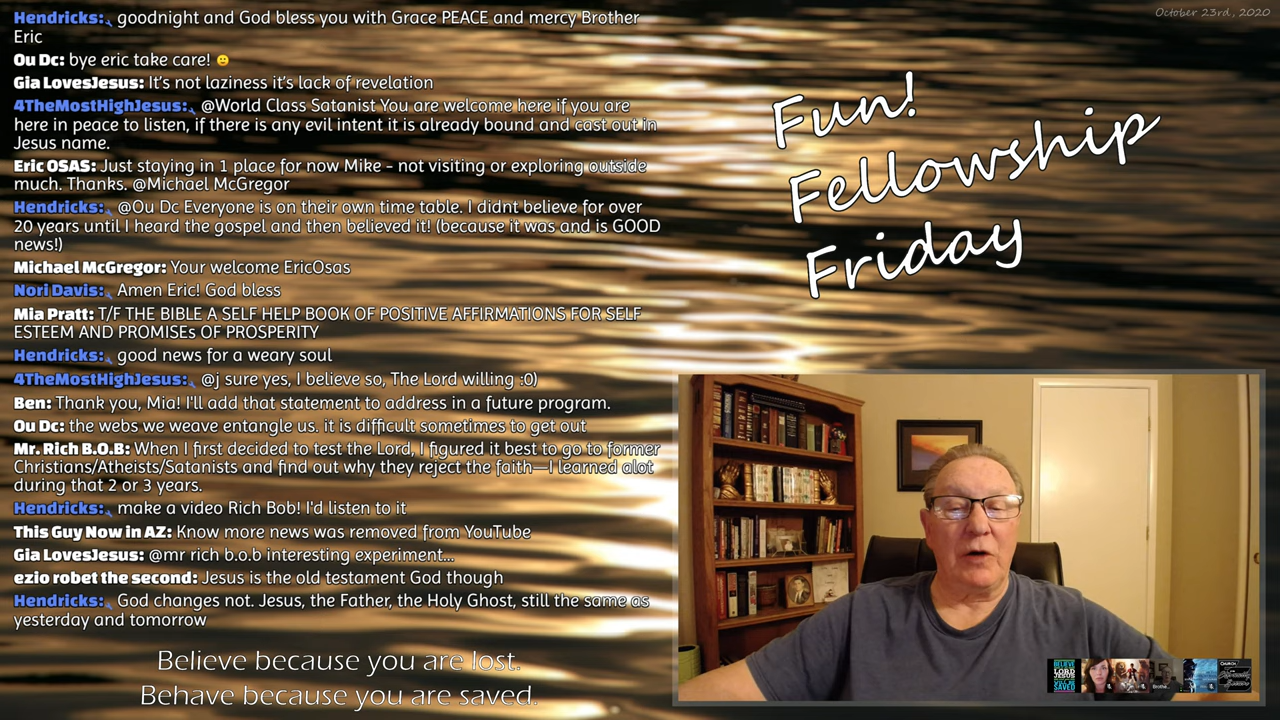 October 23rd, 2020
Hendricks: goodnight and God bless you with Grace PEACE and mercy Brother
Eric
Ou Dc: bye eric take care! 🙂
Gia LovesJesus: It's not laziness it's lack of revelation
4TheMostHighJesus: @World Class Satanist You are welcome here if you are
here in peace to listen, if there is any evil intent it is already bound and cast out in
Jesus name.
Eric OSAS: Just staying in 1 place for now Mike - not visiting or exploring outside
much. Thanks. @Michael McGregor
Hendricks: @Ou Dc Everyone is on their own time table. I didnt believe for over
20 years until I heard the gospel and then believed it! (because it was and is GOOD
news!)
Michael McGregor: Your welcome EricOsas
Nori Davis: Amen Eric! God bless
Mia Pratt: T/F THE BIBLE A SELF HELP BOOK OF POSITIVE AFFIRMATIONS FOR SELF
ESTEEM AND PROMISEs OF PROSPERITY
Hendricks: good news for a weary soul
4TheMostHighJesus: @j sure yes, I believe so, The Lord willing :0)
Ben: Thank you, Mia! I'll add that statement to address in a future program.
Ou Dc: the webs we weave entangle us. it is difficult sometimes to get out
Mr. Rich B.O.B: When I first decided to test the Lord, I figured it best to go to former
Christians/Atheists/Satanists and find out why they reject the faith—I learned alot
during that 2 or 3 years.
Hendricks: make a video Rich Bob! I'd listen to it
This Guy Now in AZ: Know more news was removed from YouTube
Gia LovesJesus: @mr rich b.o.b interesting experiment...
ezio robet the second: Jesus is the old testament God though
Hendricks: God changes not. Jesus, the Father, the Holy Ghost, still the same as
yesterday and tomorrow
Believe because you are lost.
Behave because you are saved.
Fun!
Fellowship
Friday
BELIEVE
LORD
JESUS
SAVED
Brothe...
CHURCH